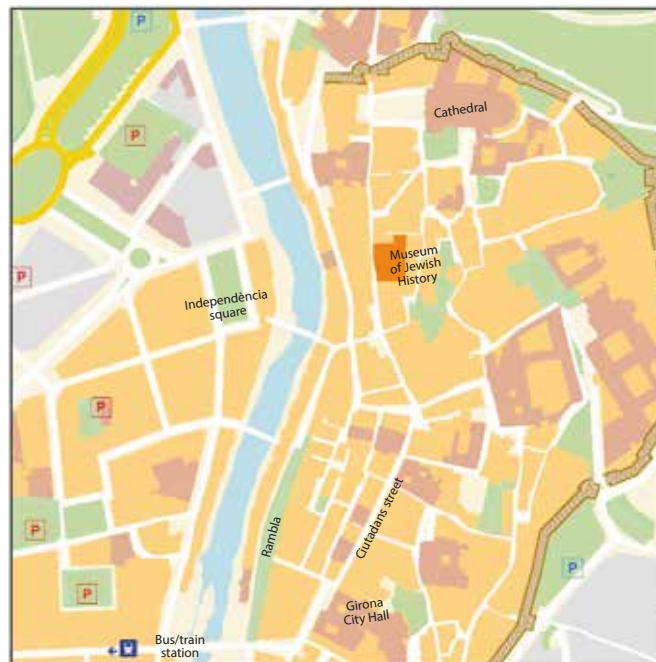 P
P
Cathedral
Museum
of Jewish
History
P
Independència
square
P
Rambla
Ciutadans street
P
P
P
Girona
City Hall
Bus/train
station